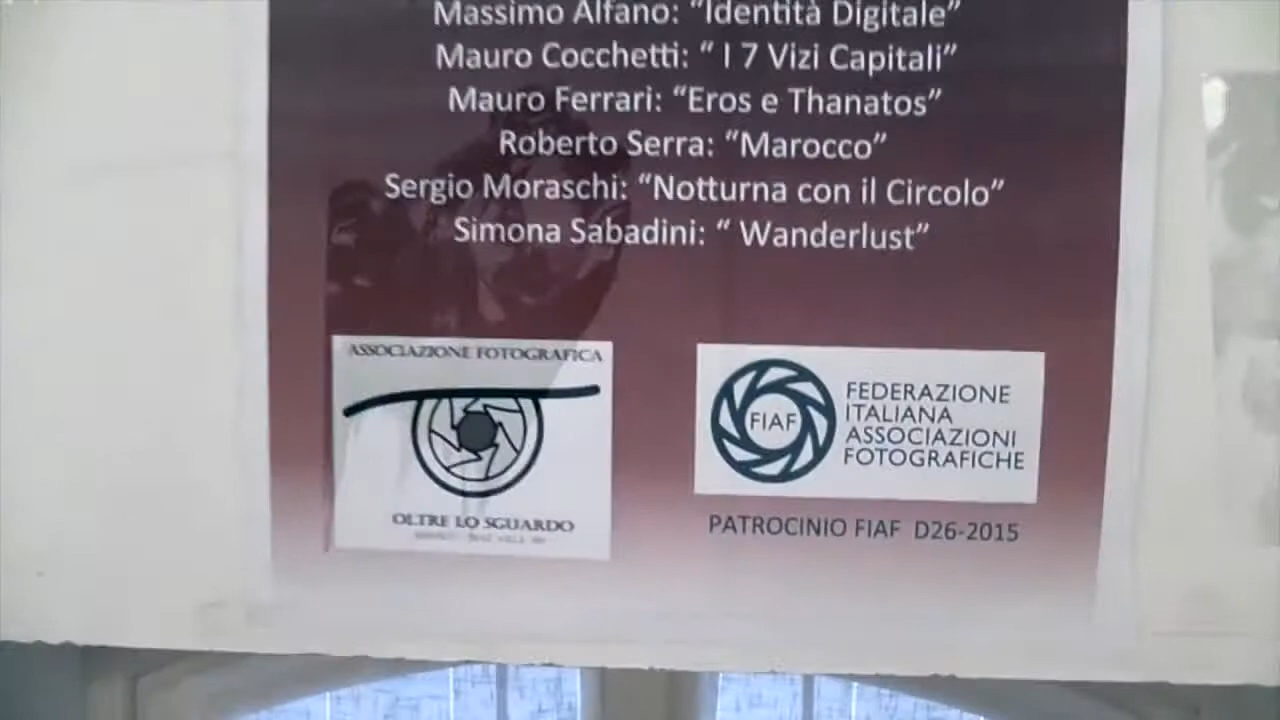 Massimo Alfano: “Identità Digitale”
Mauro Cocchetti: “ I 7 Vizi Capitali”
Mauro Ferrari: “Eros e Thanatos”
Roberto Serra: “Marocco”
Sergio Moraschi: “Notturna con il Circolo”
Simona Sabadini: “ Wanderlust”
ASSOCIAZIONE FOTOGRAFICA
OLTRE LO SGUARDO
FIAF
FEDERAZIONE
ITALIANA
ASSOCIAZIONI
FOTOGRAFICHE
PATROCINIO FIAF D26-2015